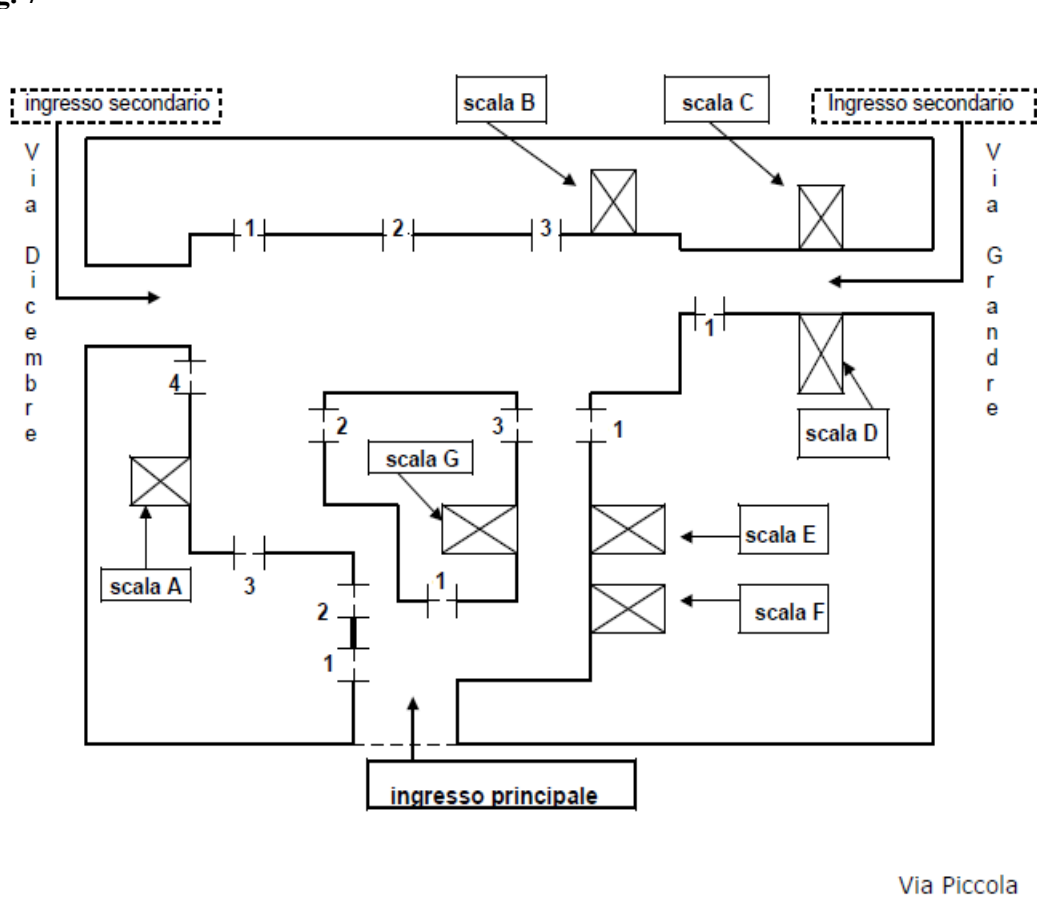 g. 7
ingresso secondario
scala B
scala C
Ingresso secondario
Via Dicembre
Via Grandre
1
2
3
1
4
2
3
1
scala G
scala D
scala E
scala A
3
1
2
scala F
1
ingresso principale
Via Piccola